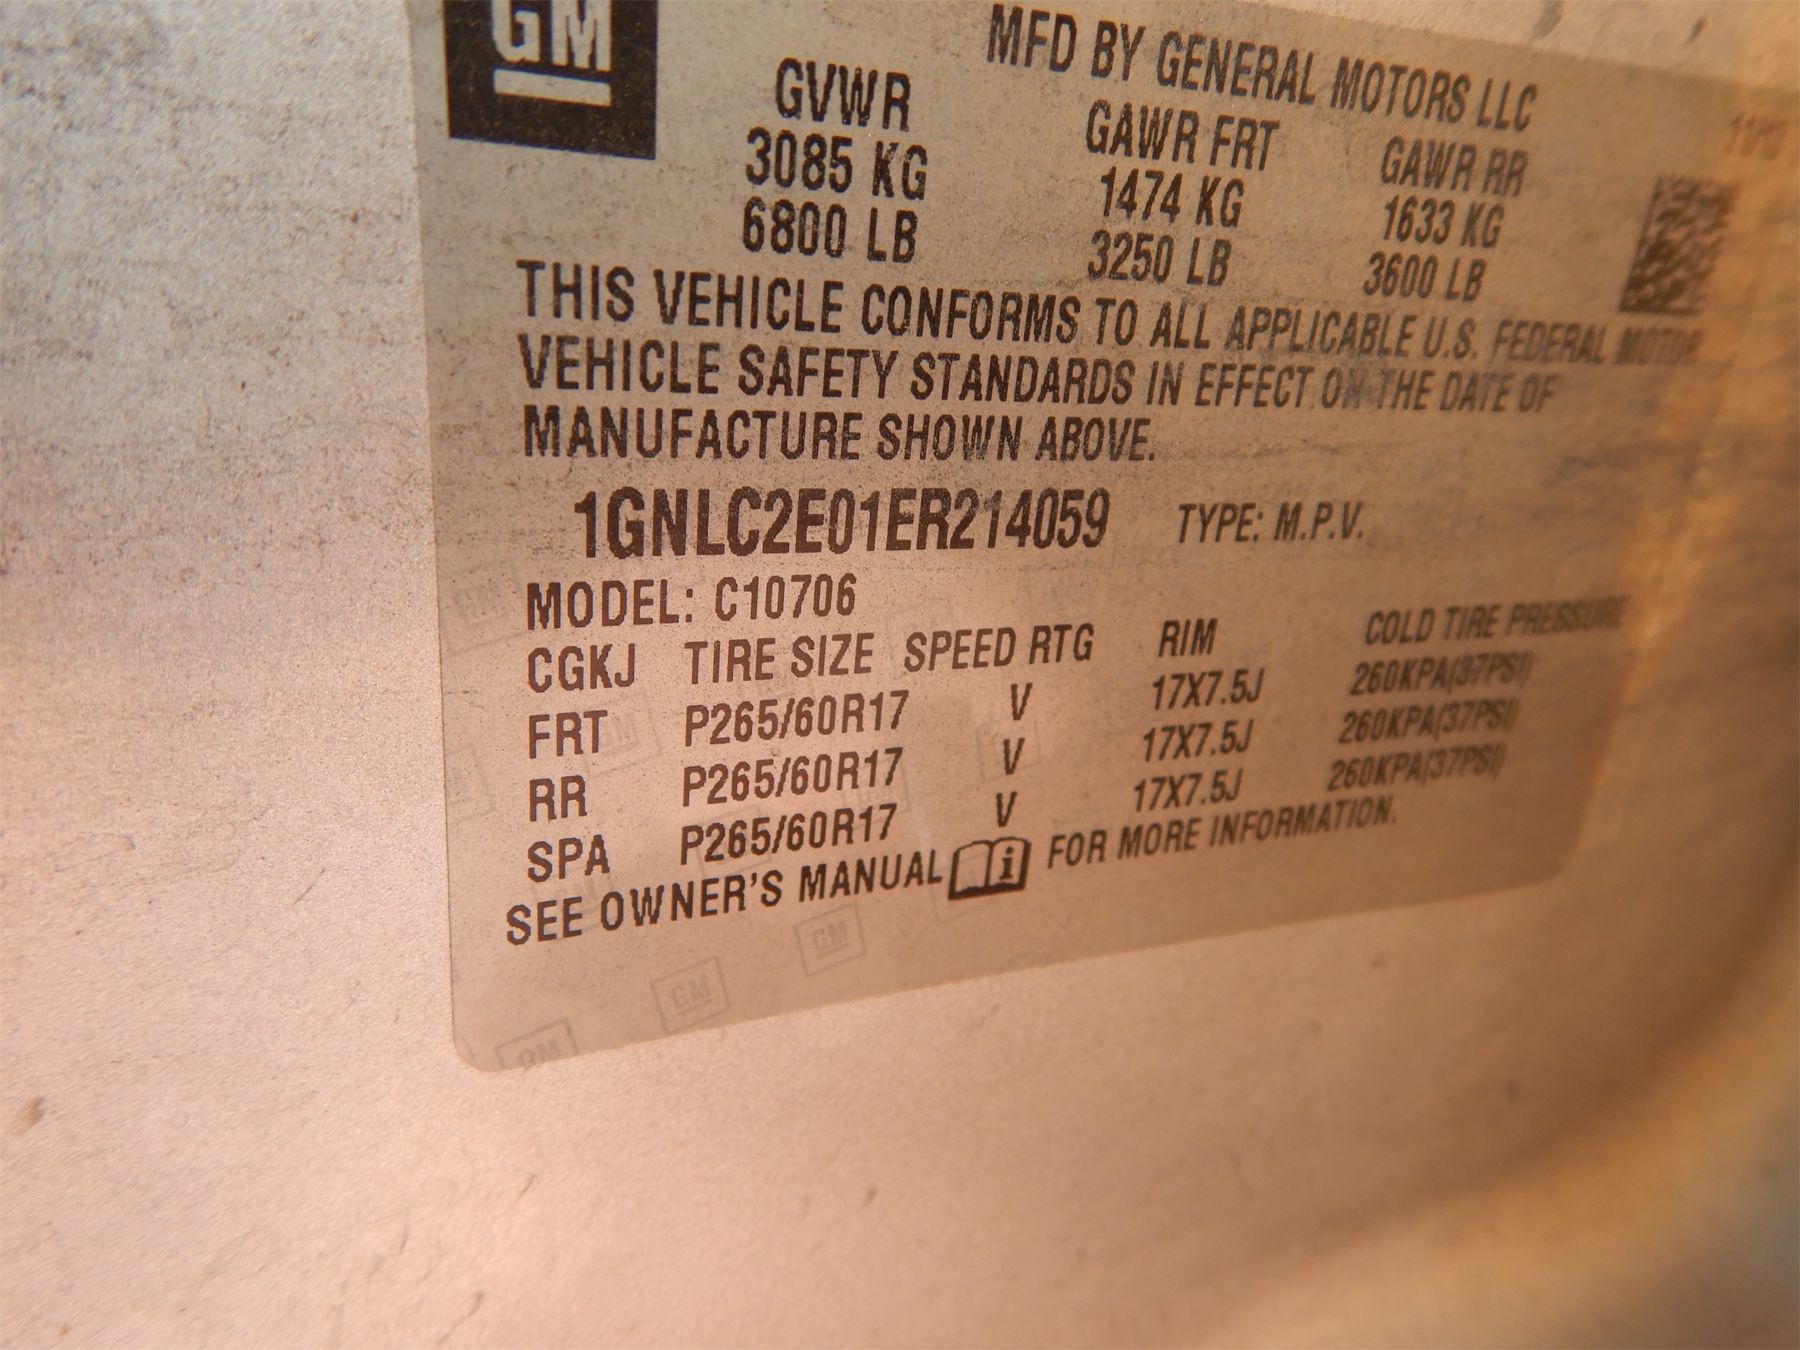 GM
MFD BY GENERAL MOTORS LLC
GVWR GAWR FRT GAWR RR
3085 KG 1474 KG 1633 KG
6800 LB 3250 LB 3600 LB
THIS VEHICLE CONFORMS TO ALL APPLICABLE U.S. FEDERAL MOTOR
VEHICLE SAFETY STANDARDS IN EFFECT ON THE DATE OF
MANUFACTURE SHOWN ABOVE.
1GNLC2E01ER214059 TYPE: M.P.V.
MODEL: C10706
CGKJ TIRE SIZE SPEED RTG RIM COLD TIRE PRESSURE
FRT P265/60R17 V 17X7.5J 260KPA(37PSI)
RR P265/60R17 V 17X7.5J 260KPA(37PSI)
SPA P265/60R17 V 17X7.5J 260KPA(37PSI)
SEE OWNER'S MANUAL i FOR MORE INFORMATION.
GM
GM
GM